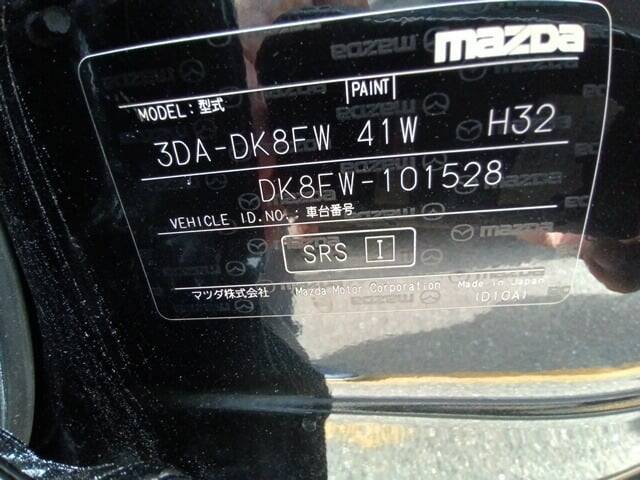 mazda
PAINT
MODEL: 型式
3DA-DK8FW 41W H32
DK8FW-101528
VEHICLE ID.NO.: 車台番号
SRS I
マツダ株式会社 Mazda Motor Corporation Made in Japan